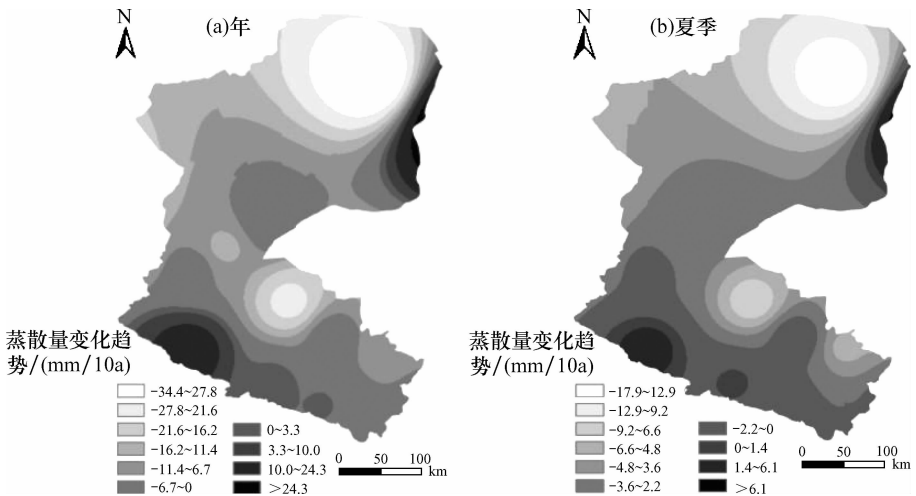 N
(a)年
蒸散量变化趋
势/(mm/10a)
-34.4~27.8
-27.8~21.6
-21.6~16.2
-16.2~11.4
-11.4~6.7
-6.7~0
0~3.3
3.3~10.0
10.0~24.3
>24.3
0 50 100
km
N
(b)夏季
蒸散量变化趋
势/(mm/10a)
-17.9~12.9
-12.9~9.2
-9.2~6.6
-6.6~4.8
-4.8~3.6
-3.6~2.2
-2.2~0
0~1.4
1.4~6.1
>6.1
0 50 100
km